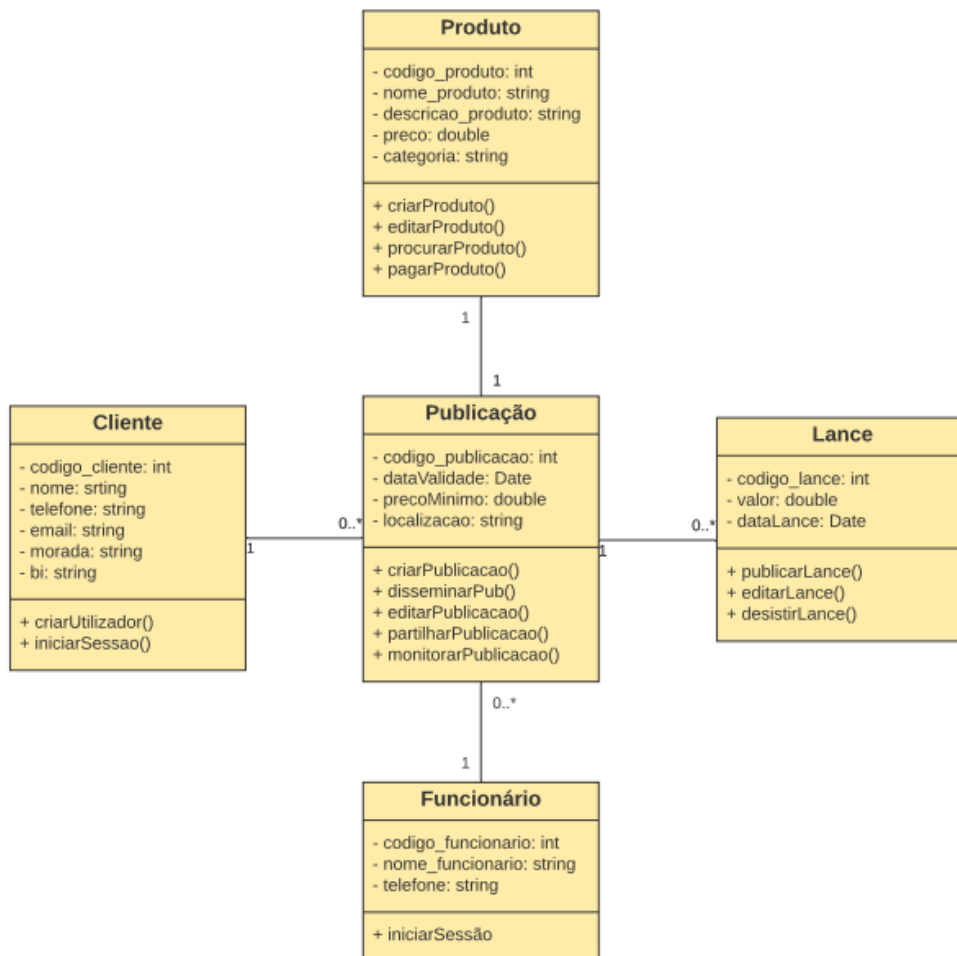 Produto
- codigo_produto: int
- nome_produto: string
- descricao_produto: string
- preco: double
- categoria: string
+ criarProduto()
+ editarProduto()
+ procurarProduto()
+ pagarProduto()
1
1
Cliente
- codigo_cliente: int
- nome: srting
- telefone: string
- email: string
- morada: string
- bi: string
+ criarUtilizador()
+ iniciarSessao()
1
0..*
Publicação
- codigo_publicacao: int
- dataValidade: Date
- precoMinimo: double
- localizacao: string
+ criarPublicacao()
+ disseminarPub()
+ editarPublicacao()
+ partilharPublicacao()
+ monitorarPublicacao()
1
0..*
Lance
- codigo_lance: int
- valor: double
- dataLance: Date
+ publicarLance()
+ editarLance()
+ desistirLance()
0..*
1
Funcionário
- codigo_funcionario: int
- nome_funcionario: string
- telefone: string
+ iniciarSessão